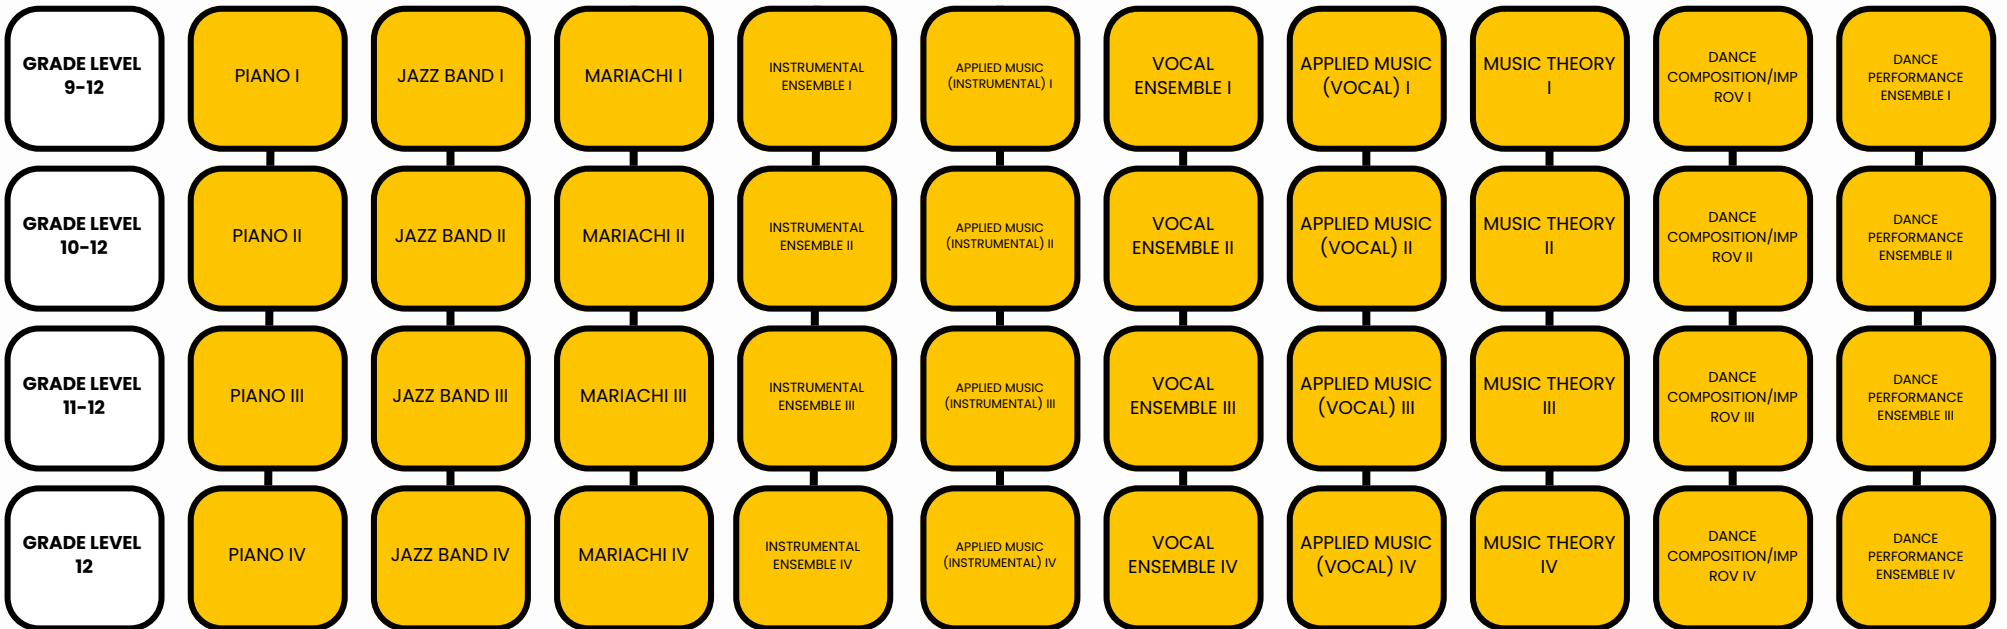 GRADE LEVEL
9-12
PIANO I
JAZZ BAND I
MARIACHI I
INSTRUMENTAL
ENSEMBLE I
APPLIED MUSIC
(INSTRUMENTAL) I
VOCAL
ENSEMBLE I
APPLIED MUSIC
(VOCAL) I
MUSIC THEORY
I
DANCE
COMPOSITION/IMP
ROV I
DANCE
PERFORMANCE
ENSEMBLE I
GRADE LEVEL
10-12
PIANO II
JAZZ BAND II
MARIACHI II
INSTRUMENTAL
ENSEMBLE II
APPLIED MUSIC
(INSTRUMENTAL) II
VOCAL
ENSEMBLE II
APPLIED MUSIC
(VOCAL) II
MUSIC THEORY
II
DANCE
COMPOSITION/IMP
ROV II
DANCE
PERFORMANCE
ENSEMBLE II
GRADE LEVEL
11-12
PIANO III
JAZZ BAND III
MARIACHI III
INSTRUMENTAL
ENSEMBLE III
APPLIED MUSIC
(INSTRUMENTAL) III
VOCAL
ENSEMBLE III
APPLIED MUSIC
(VOCAL) III
MUSIC THEORY
III
DANCE
COMPOSITION/IMP
ROV III
DANCE
PERFORMANCE
ENSEMBLE III
GRADE LEVEL
12
PIANO IV
JAZZ BAND IV
MARIACHI IV
INSTRUMENTAL
ENSEMBLE IV
APPLIED MUSIC
(INSTRUMENTAL) IV
VOCAL
ENSEMBLE IV
APPLIED MUSIC
(VOCAL) IV
MUSIC THEORY
IV
DANCE
COMPOSITION/IMP
ROV IV
DANCE
PERFORMANCE
ENSEMBLE IV